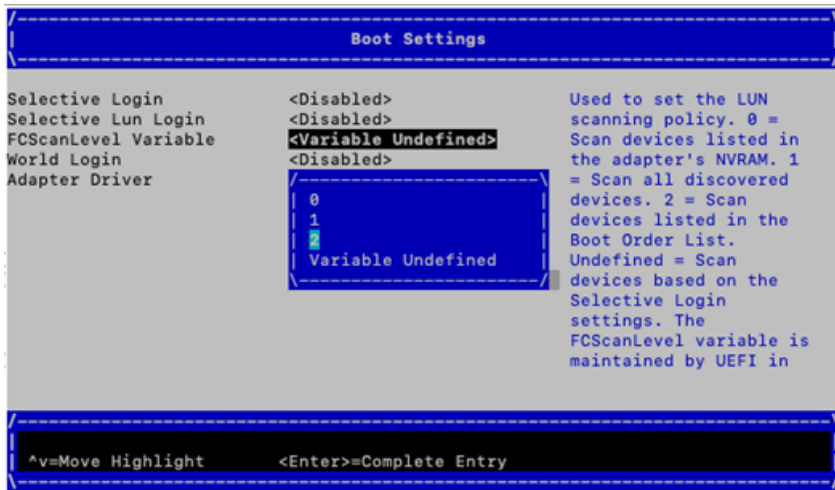 Boot Settings
Selective Login <Disabled>
Selective Lun Login <Disabled>
FCScanLevel Variable <Variable Undefined>
World Login <Disabled>
Adapter Driver
0
1
2
Variable Undefined
Used to set the LUN
scanning policy. 0 =
Scan devices listed in
the adapter's NVRAM. 1
= Scan all discovered
devices. 2 = Scan
devices listed in the
Boot Order List.
Undefined = Scan
devices based on the
Selective Login
settings. The
FCScanLevel variable is
maintained by UEFI in
^v=Move Highlight <Enter>=Complete Entry